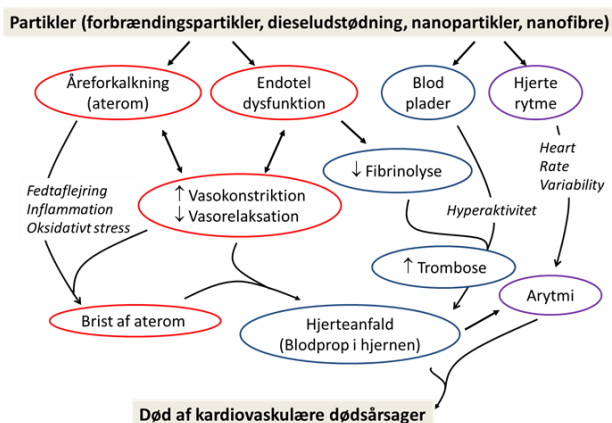 Partikler (forbrændingspartikler, dieseludstødning, nanopartikler, nanofibre)
Åreforkalkning
(aterom)
Endotel
dysfunktion
Blod
plader
Hjerte
rytme
↓ Fibrinolyse
Heart
Rate
Variability
Fedtaflejring
Inflammation
Oksidativt stress
↑ Vasokonstriktion
↓ Vasorelaksation
Hyperaktivitet
↑ Trombose
Arytmi
Brist af aterom
Hjerteanfald
(Blodprop i hjernen)
Død af kardiovaskulære dødsårsager